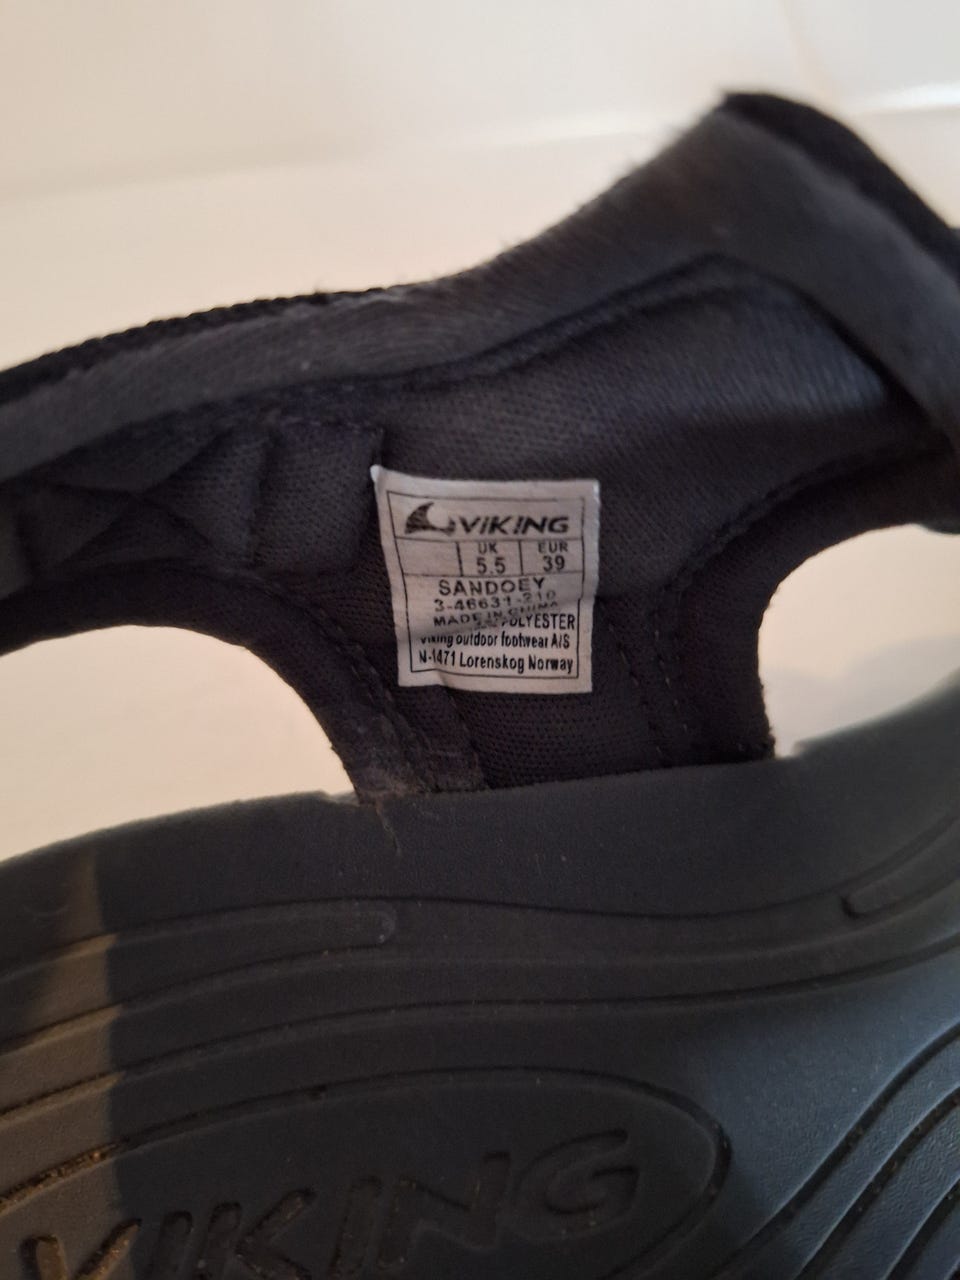 VIKING
UK EUR
5.5 39
SANDOEY
3-46631-210
MADE IN CHINA
POLYESTER
Viking outdoor footwear A/S
N-1471 Lorenskog Norway
VIKING